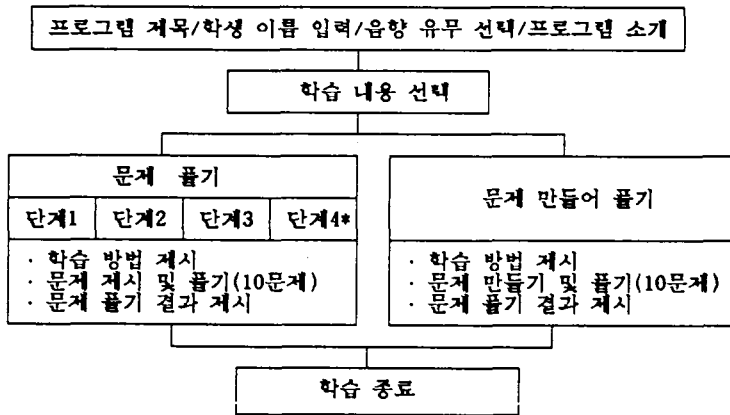 프로그램 제목/학생 이름 입력/음향 유무 선택/프로그램 소개
학습 내용 선택
문제 풀기
단계1 단계2 단계3 단계4*
· 학습 방법 제시
· 문제 제시 및 풀기(10문제)
· 문제 풀기 결과 제시
문제 만들어 풀기
· 학습 방법 제시
· 문제 만들기 및 풀기(10문제)
· 문제 풀기 결과 제시
학습 종료